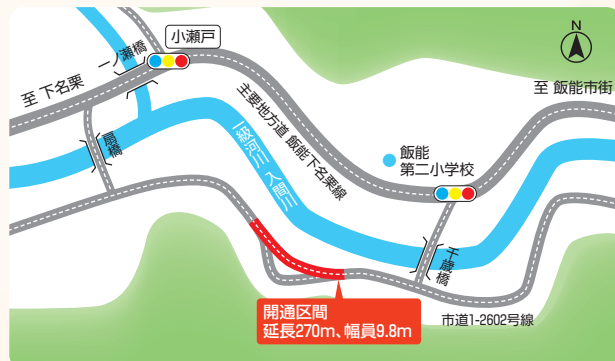 小瀬戸
一ノ瀬橋
至 下名栗
扇橋
主要地方道 飯能下名栗線
一級河川 入間川
N
至 飯能市街
飯能
第二小学校
千歳橋
市道1-2602号線
開通区間
延長270m、幅員9.8m